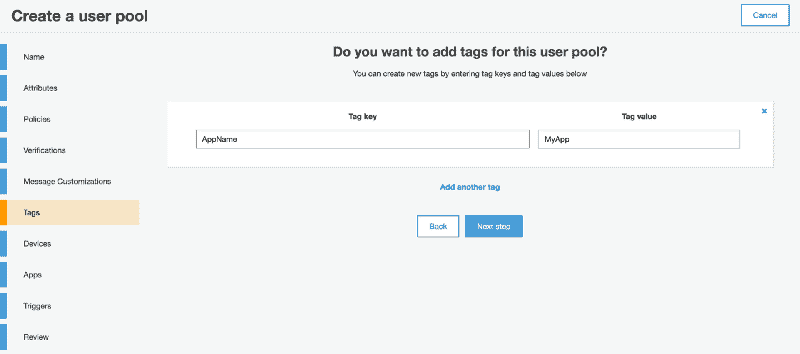 Create a user pool
Cancel
Name
Attributes
Policies
Verifications
Message Customizations
Tags
Devices
Apps
Triggers
Review
Do you want to add tags for this user pool?
You can create new tags by entering tag keys and tag values below
Tag key Tag value
AppName MyApp
Add another tag
Back Next step